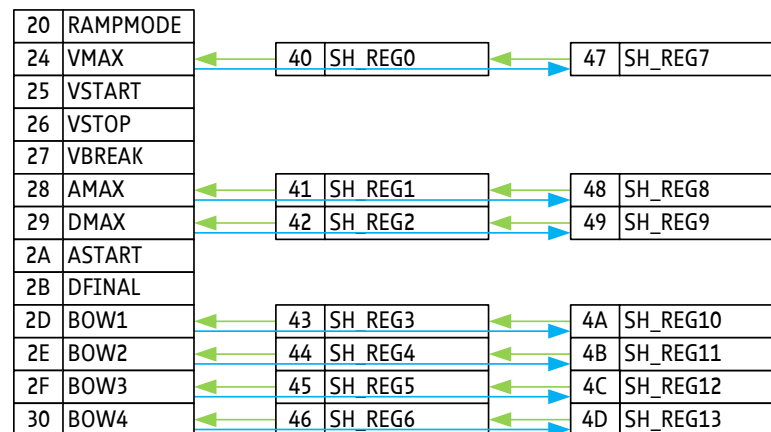 20 RAMPMODE
24 VMAX 40 SH_REG0 47 SH_REG7
25 VSTART
26 VSTOP
27 VBREAK
28 AMAX 41 SH_REG1 48 SH_REG8
29 DMAX 42 SH_REG2 49 SH_REG9
2A ASTART
2B DFINAL
2D BOW1 43 SH_REG3 4A SH_REG10
2E BOW2 44 SH_REG4 4B SH_REG11
2F BOW3 45 SH_REG5 4C SH_REG12
30 BOW4 46 SH_REG6 4D SH_REG13